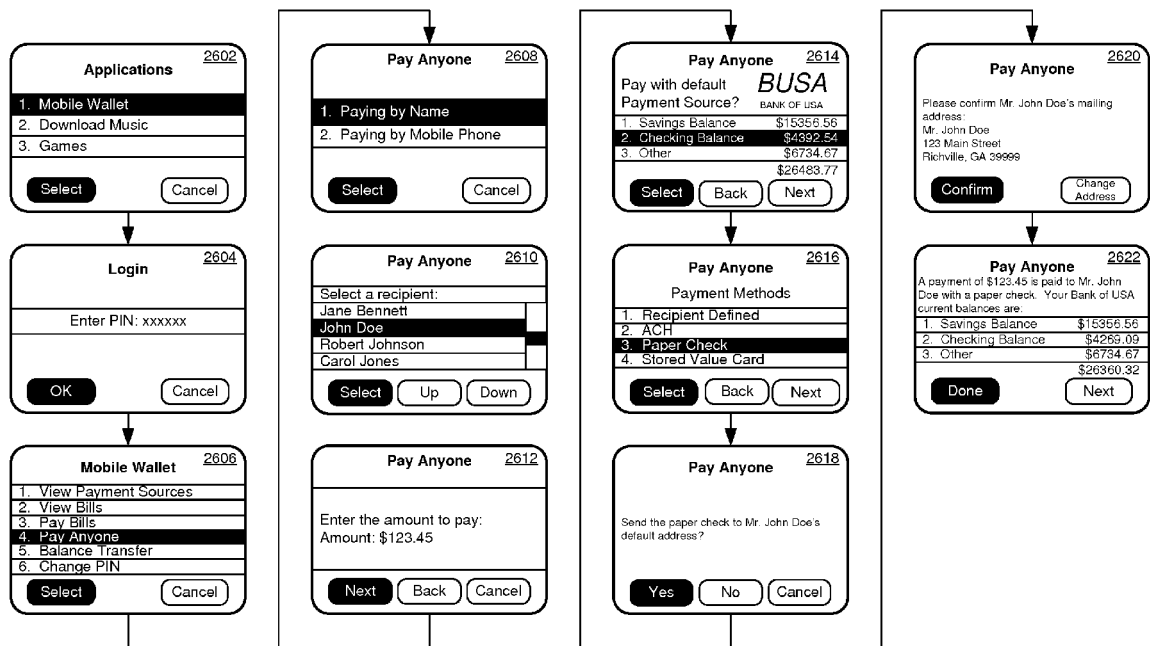 2602
Applications
1. Mobile Wallet
2. Download Music
3. Games
Select Cancel
2604
Login
Enter PIN: xxxxxx
OK Cancel
2606
Mobile Wallet
1. View Payment Sources
2. View Bills
3. Pay Bills
4. Pay Anyone
5. Balance Transfer
6. Change PIN
Select Cancel
2608
Pay Anyone
1. Paying by Name
2. Paying by Mobile Phone
Select Cancel
2610
Pay Anyone
Select a recipient:
Jane Bennett
John Doe
Robert Johnson
Carol Jones
Select Up Down
2612
Pay Anyone
Enter the amount to pay:
Amount: $123.45
Next Back Cancel
2614
Pay Anyone
Pay with default BUSA
Payment Source? BANK OF USA
1. Savings Balance $15356.56
2. Checking Balance $4392.54
3. Other $6734.67
$26483.77
Select Back Next
2616
Pay Anyone
Payment Methods
1. Recipient Defined
2. ACH
3. Paper Check
4. Stored Value Card
Select Back Next
2618
Pay Anyone
Send the paper check to Mr. John Doe's
default address?
Yes No Cancel
2620
Pay Anyone
Please confirm Mr. John Doe's mailing
address:
Mr. John Doe
123 Main Street
Richville, GA 39999
Confirm Change
Address
2622
Pay Anyone
A payment of $123.45 is paid to Mr. John
Doe with a paper check. Your Bank of USA
current balances are:
1. Savings Balance $15356.56
2. Checking Balance $4269.09
3. Other $6734.67
$26360.32
Done Next